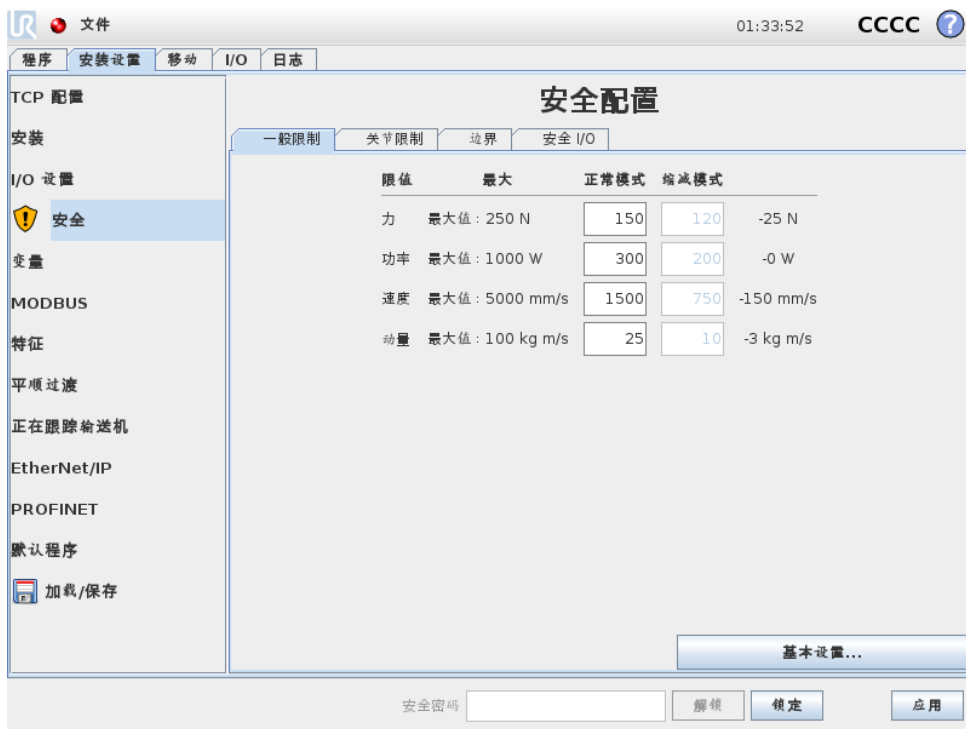 UR 文件 01:33:52 CCCC ?
程序 安装设置 移动 I/O 日志
TCP 配置
安装
I/O 设置
安全
变量
MODBUS
特征
平顺过渡
正在跟踪输送机
EtherNet/IP
PROFINET
默认程序
加载/保存
安全配置
一般限制 关节限制 边界 安全 I/O
限值 最大 正常模式 缩减模式
力 最大值：250 N 150 120 -25 N
功率 最大值：1000 W 300 200 -0 W
速度 最大值：5000 mm/s 1500 750 -150 mm/s
动量 最大值：100 kg m/s 25 10 -3 kg m/s
基本设置...
安全密码 解锁 锁定 应用